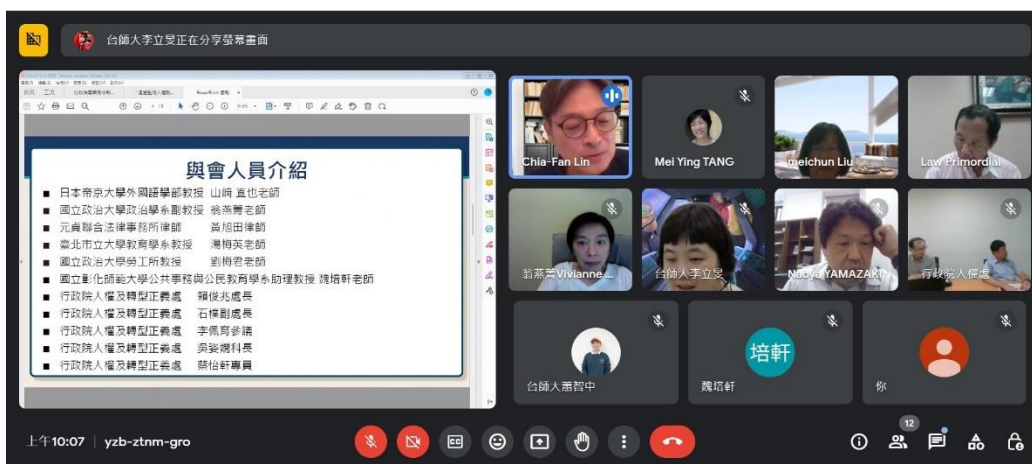 台師大李立旻正在分享螢幕畫面
首頁 工具
與會人員介紹
■ 日本帝京大學外國語學部教授 山﨑 直也老師
■ 國立政治大學政治學系副教授 翁燕菁老師
■ 元貞聯合法律事務所律師 黃旭田律師
■ 臺北市立大學教育學系教授 湯梅英老師
■ 國立政治大學勞工所教授 劉梅君老師
■ 國立彰化師範大學公共事務與公民教育學系助理教授 魏培軒老師
■ 行政院人權及轉型正義處 賴俊兆處長
■ 行政院人權及轉型正義處 石樸副處長
■ 行政院人權及轉型正義處 李佩育參議
■ 行政院人權及轉型正義處 吳姿嫺科長
■ 行政院人權及轉型正義處 蔡怡軒專員
Chia-Fan Lin
Mei Ying TANG
meichun Liu
Law Primordial
翁燕菁Vivianne ...
台師大李立旻
Naoya YAMAZAKI
行政院人權處
台師大蕭智中
培軒
魏培軒
你
上午10:07 | yzb-ztnm-gro
12